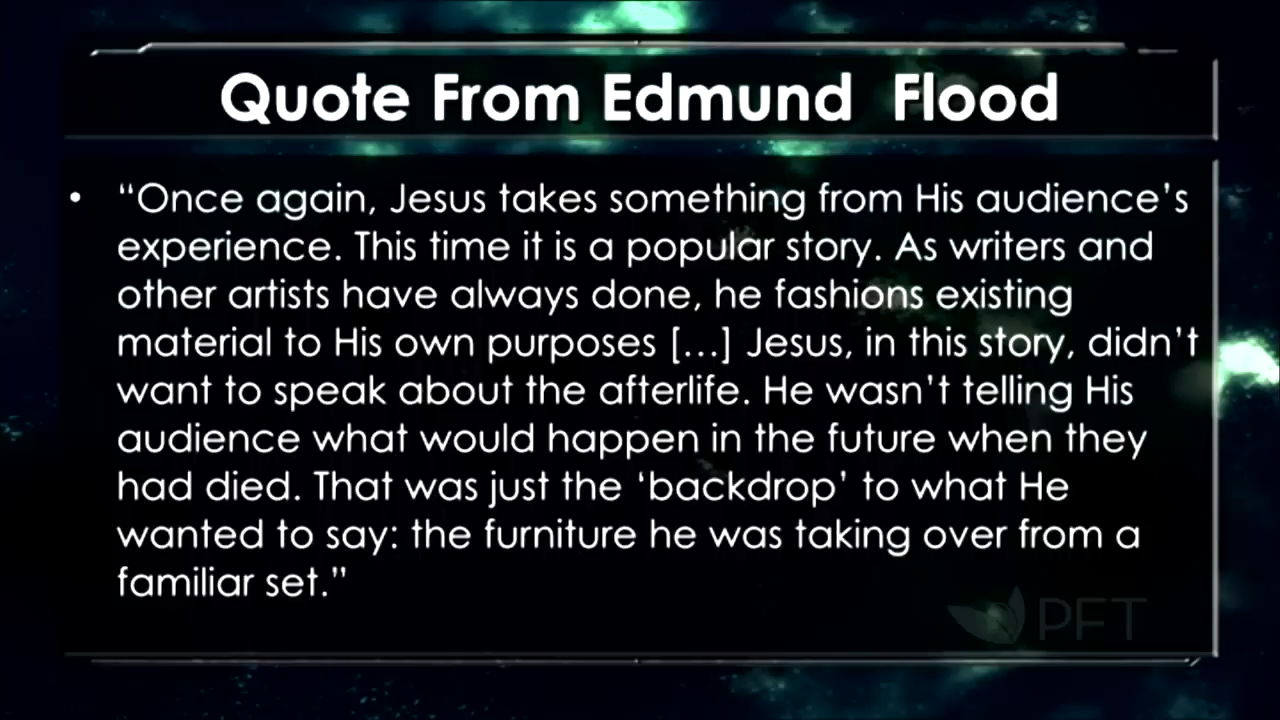 Quote From Edmund Flood
• “Once again, Jesus takes something from His audience’s
experience. This time it is a popular story. As writers and
other artists have always done, he fashions existing
material to His own purposes […] Jesus, in this story, didn’t
want to speak about the afterlife. He wasn’t telling His
audience what would happen in the future when they
had died. That was just the ‘backdrop’ to what He
wanted to say: the furniture he was taking over from a
familiar set.”
PFT